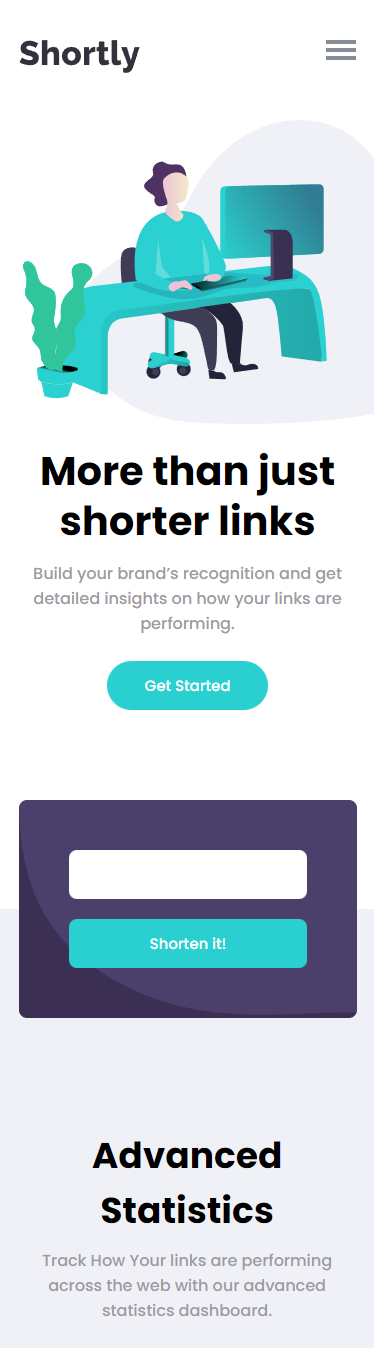 Shortly
More than just
shorter links
Build your brand’s recognition and get
detailed insights on how your links are
performing.
Get Started
Shorten it!
Advanced
Statistics
Track How Your links are performing
across the web with our advanced
statistics dashboard.